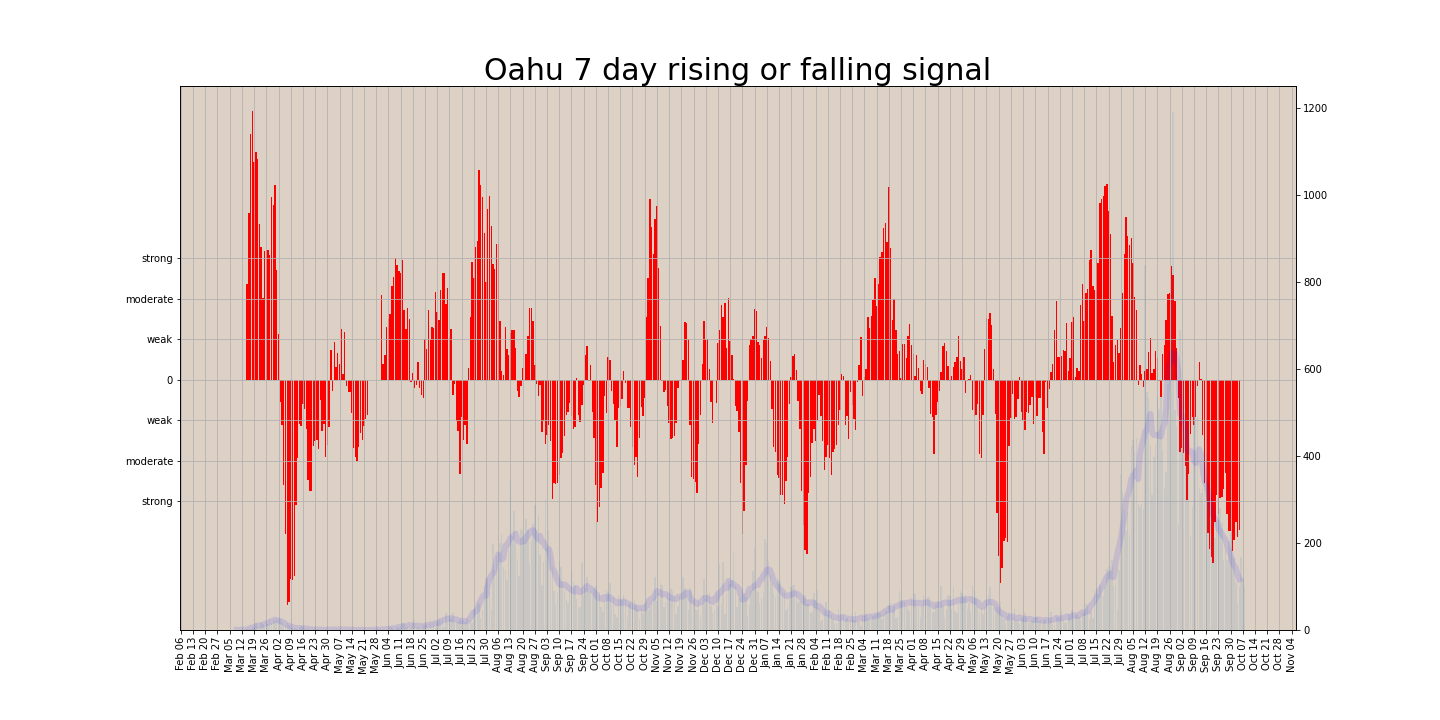 Oahu 7 day rising or falling signal
strong
moderate
weak
0
weak
moderate
strong
1200
1000
800
600
400
200
0
Feb 06
Feb 13
Feb 20
Feb 27
Mar 05
Mar 12
Mar 19
Mar 26
Apr 02
Apr 09
Apr 16
Apr 23
Apr 30
May 07
May 14
May 21
May 28
Jun 04
Jun 11
Jun 18
Jun 25
Jul 02
Jul 09
Jul 16
Jul 23
Jul 30
Aug 06
Aug 13
Aug 20
Aug 27
Sep 03
Sep 10
Sep 17
Sep 24
Oct 01
Oct 08
Oct 15
Oct 22
Oct 29
Nov 05
Nov 12
Nov 19
Nov 26
Dec 03
Dec 10
Dec 17
Dec 24
Dec 31
Jan 07
Jan 14
Jan 21
Jan 28
Feb 04
Feb 11
Feb 18
Feb 25
Mar 04
Mar 11
Mar 18
Mar 25
Apr 01
Apr 08
Apr 15
Apr 22
Apr 29
May 06
May 13
May 20
May 27
Jun 03
Jun 10
Jun 17
Jun 24
Jul 01
Jul 08
Jul 15
Jul 22
Jul 29
Aug 05
Aug 12
Aug 19
Aug 26
Sep 02
Sep 09
Sep 16
Sep 23
Sep 30
Oct 07
Oct 14
Oct 21
Oct 28
Nov 04